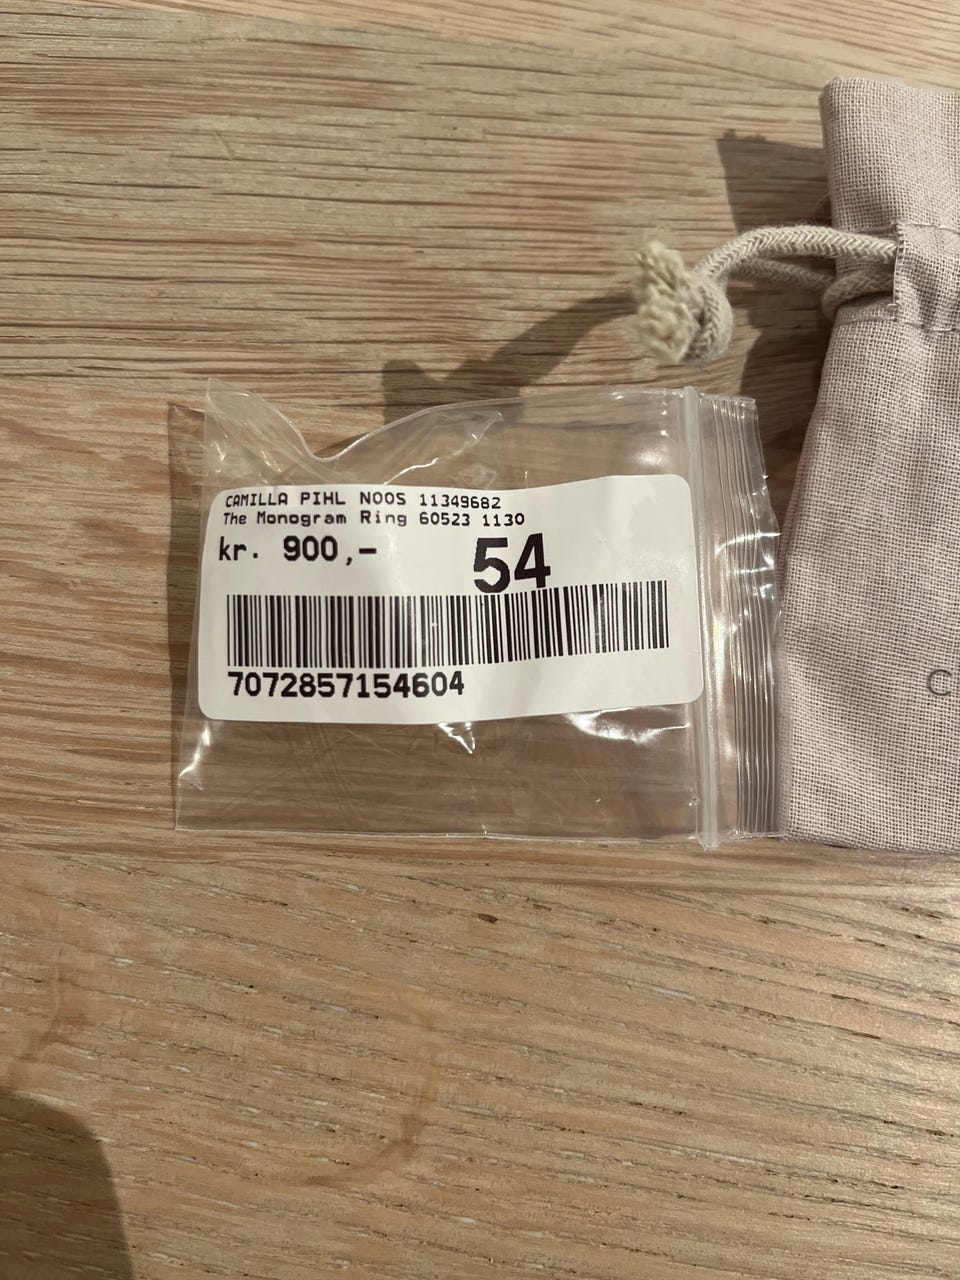 CAMILLA PIHL NOOS 11349682
The Monogram Ring 60523 1130
kr. 900,-
54
7072857154604
C